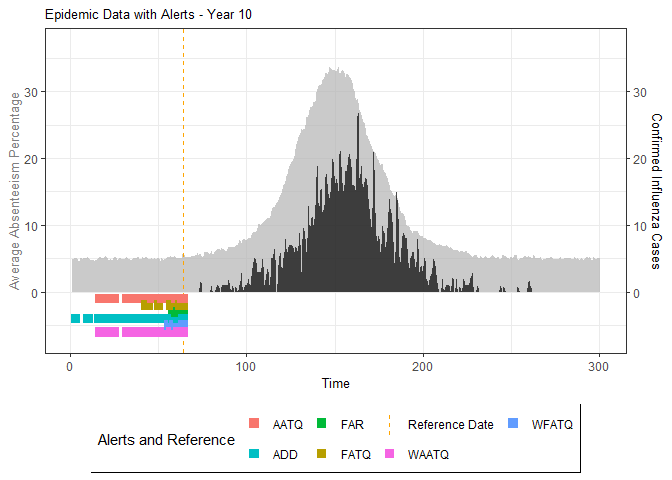 Epidemic Data with Alerts - Year 10
Average Absenteeism Percentage
30
20
10
0
30
20
10
0
Confirmed Influenza Cases
0
100
200
300
Time
Alerts and Reference
AATQ
FAR
Reference Date
WFATQ
ADD
FATQ
WAATQ